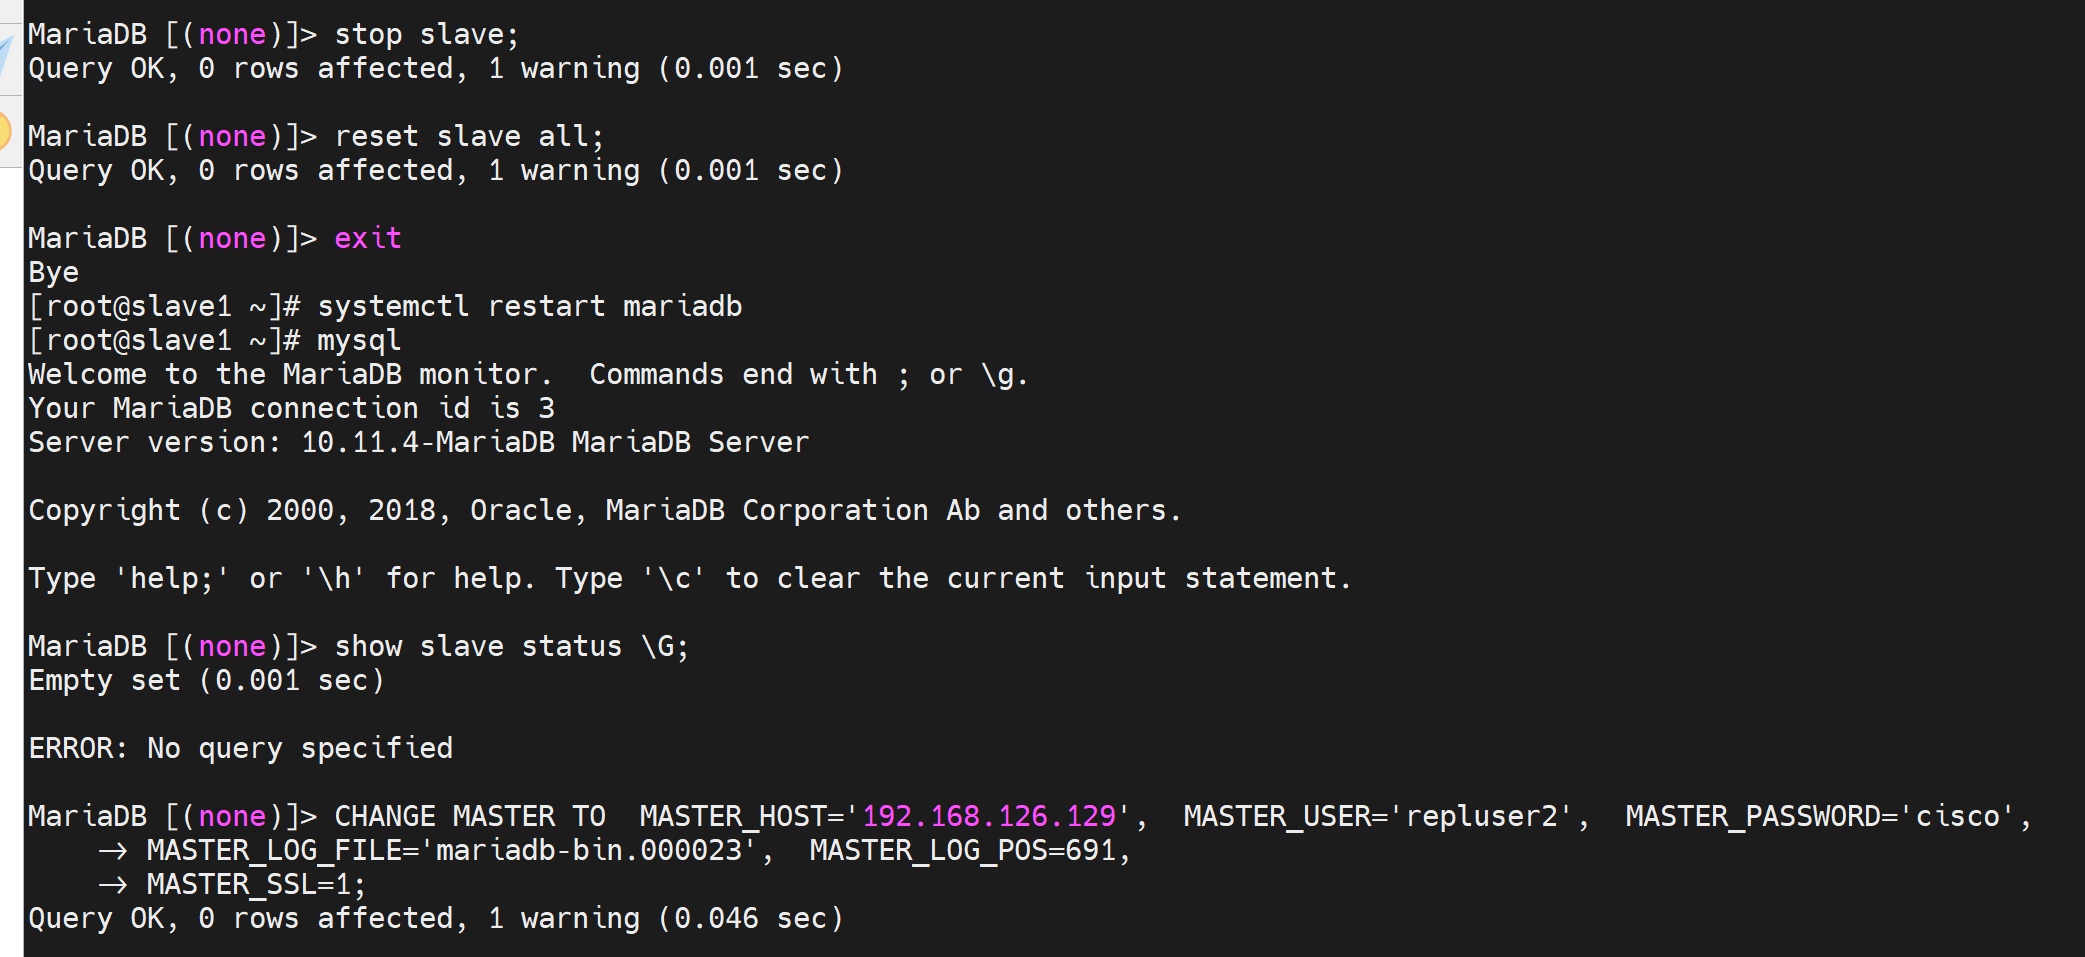 MariaDB [(none)]> stop slave;
Query OK, 0 rows affected, 1 warning (0.001 sec)
MariaDB [(none)]> reset slave all;
Query OK, 0 rows affected, 1 warning (0.001 sec)
MariaDB [(none)]> exit
Bye
[root@slave1 ~]# systemctl restart mariadb
[root@slave1 ~]# mysql
Welcome to the MariaDB monitor.  Commands end with ; or \g.
Your MariaDB connection id is 3
Server version: 10.11.4-MariaDB MariaDB Server
Copyright (c) 2000, 2018, Oracle, MariaDB Corporation Ab and others.
Type 'help;' or '\h' for help. Type '\c' to clear the current input statement.
MariaDB [(none)]> show slave status \G;
Empty set (0.001 sec)
ERROR: No query specified
MariaDB [(none)]> CHANGE MASTER TO  MASTER_HOST='192.168.126.129',  MASTER_USER='repluser2',  MASTER_PASSWORD='cisco',
    → MASTER_LOG_FILE='mariadb-bin.000023',  MASTER_LOG_POS=691,
    → MASTER_SSL=1;
Query OK, 0 rows affected, 1 warning (0.046 sec)